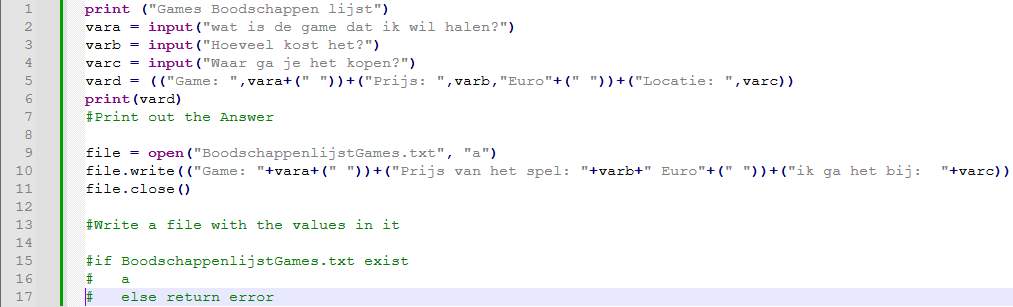 1 print ("Games Boodschappen lijst")
2 vara = input("wat is de game dat ik wil halen?")
3 varb = input("Hoeveel kost het?")
4 varc = input("Waar ga je het kopen?")
5 vard = (("Game: ",vara+(" "))+("Prijs: ",varb,"Euro"+(" "))+("Locatie: ",varc))
6 print(vard)
7 #Print out the Answer
8
9 file = open("BoodschappenlijstGames.txt", "a")
10 file.write(("Game: "+vara+(" "))+("Prijs van het spel: "+varb+" Euro"+(" "))+("ik ga het bij:  "+varc))
11 file.close()
12
13 #Write a file with the values in it
14
15 #if BoodschappenlijstGames.txt exist
16 #   a
17 #   else return error